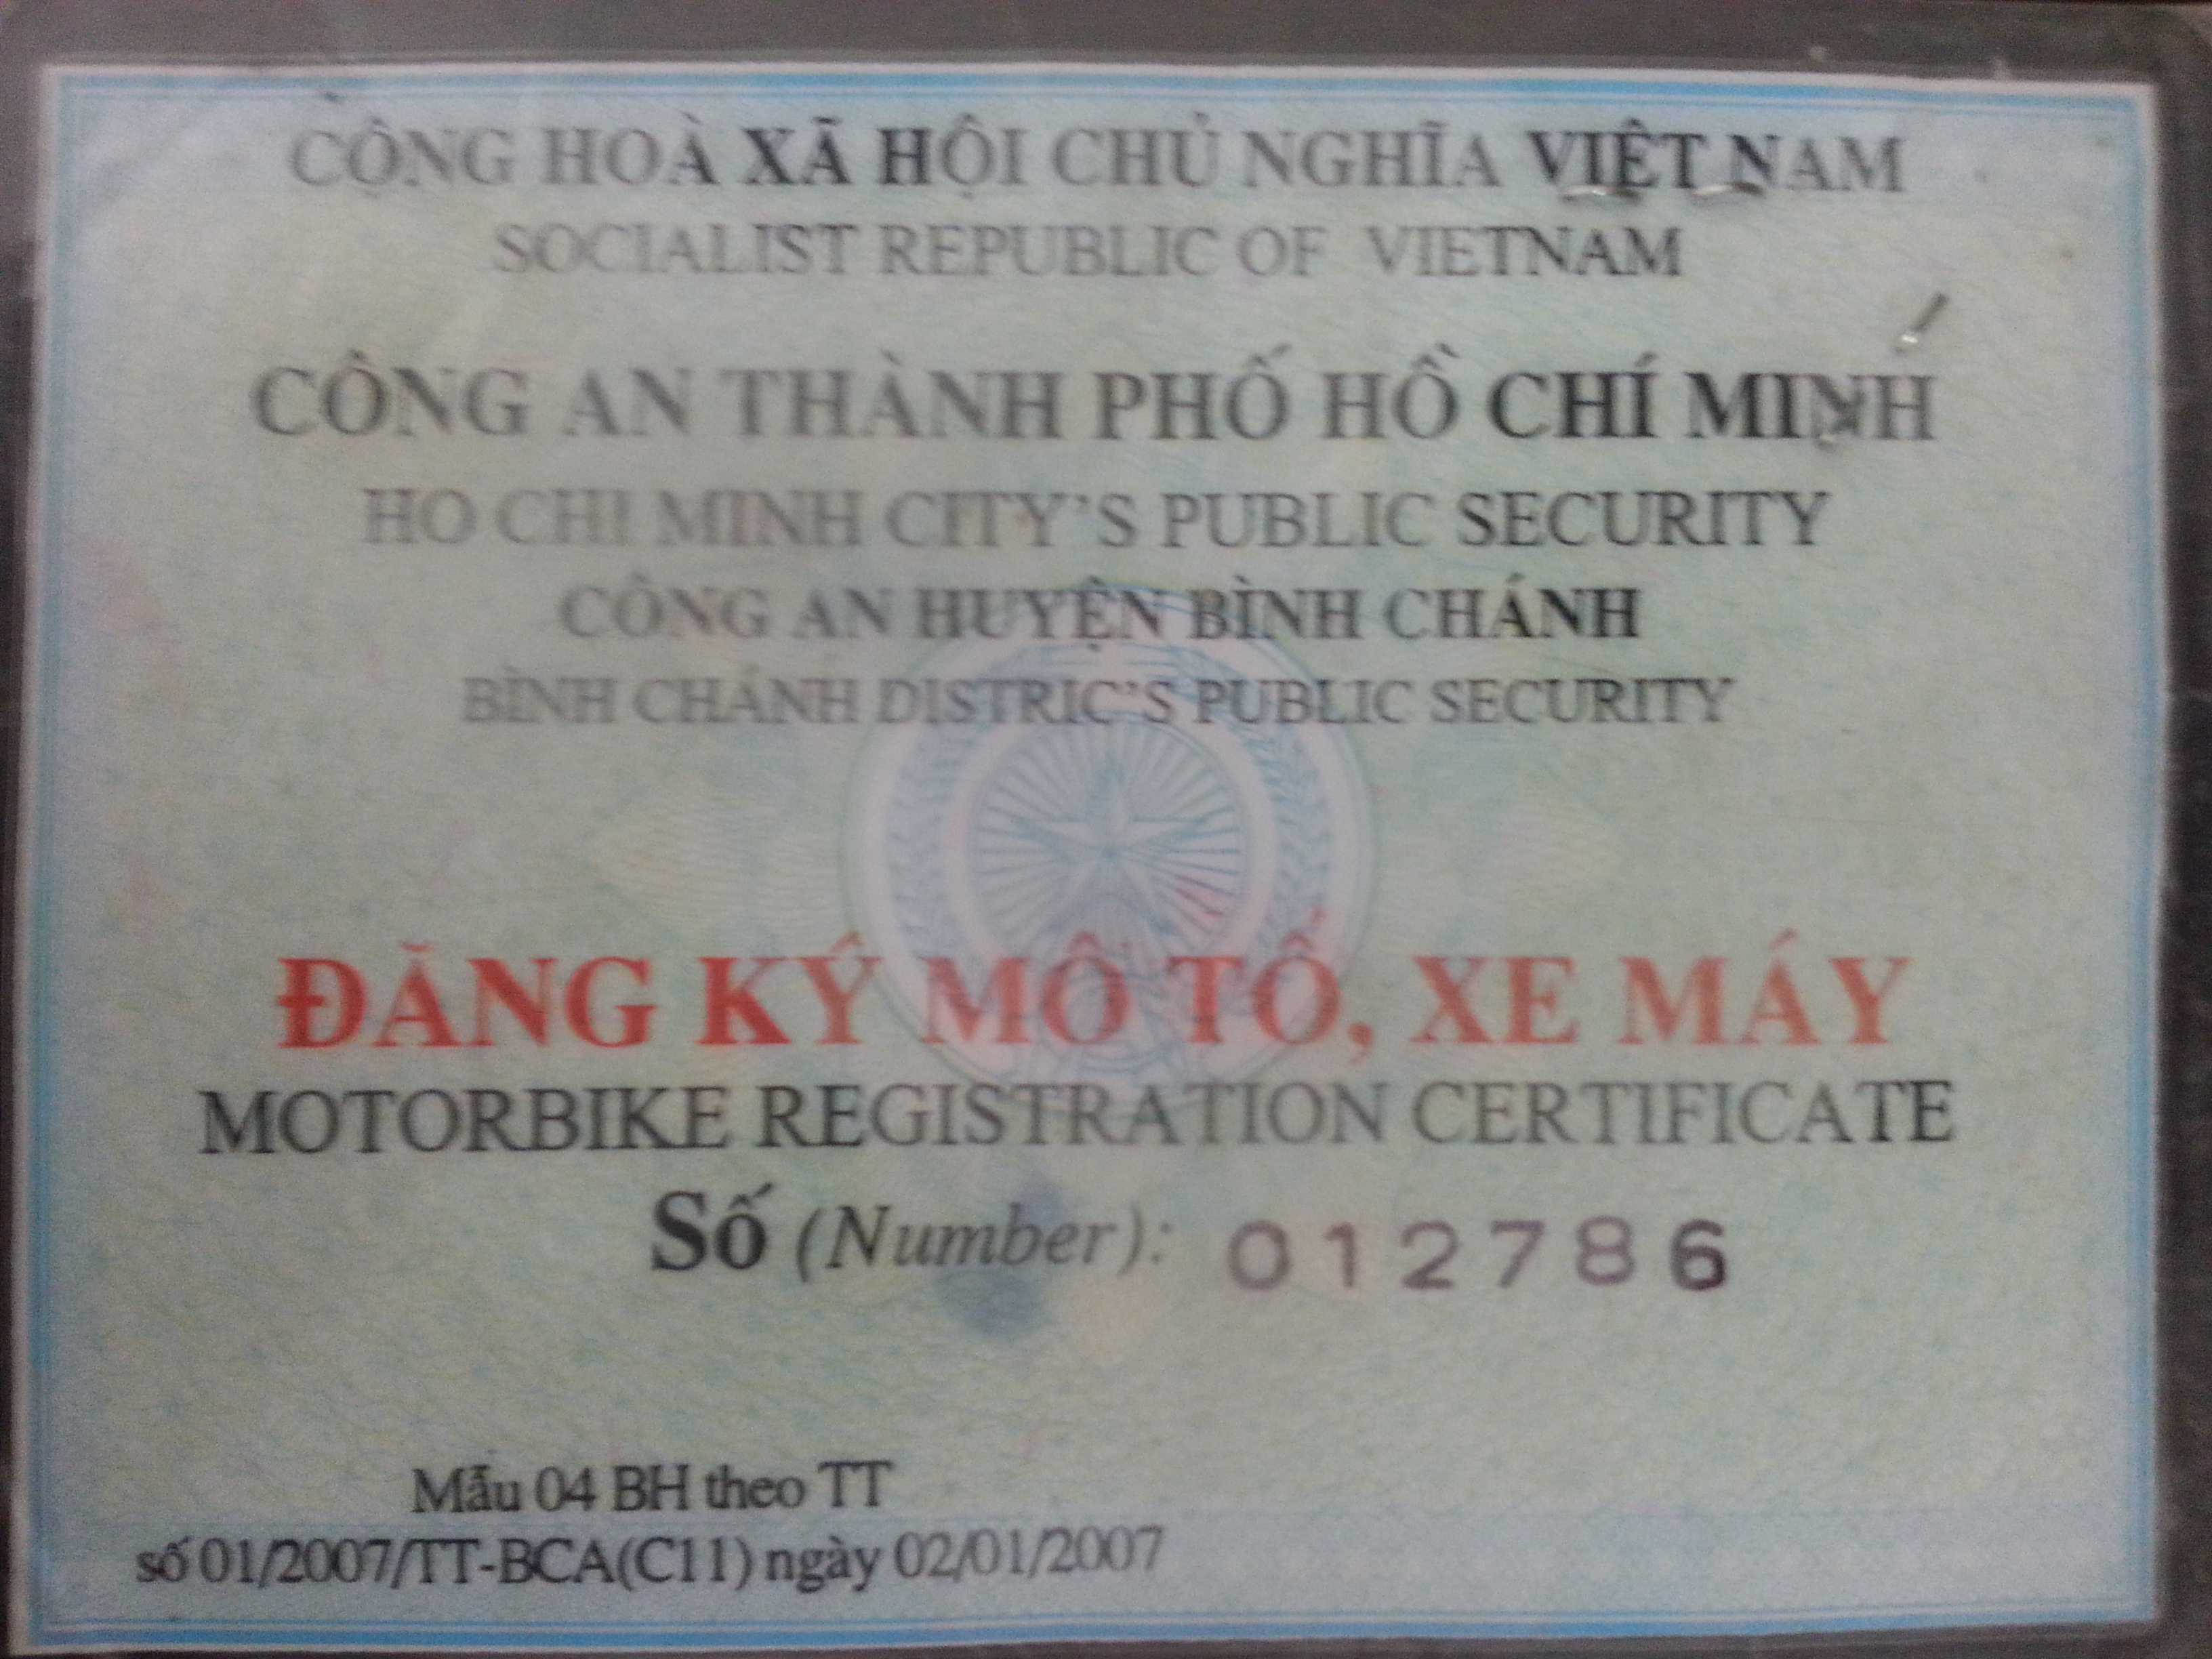 CỘNG HOÀ XÃ HỘI CHỦ NGHĨA VIỆT NAM
SOCIALIST REPUBLIC OF VIETNAM
CÔNG AN THÀNH PHỐ HỒ CHÍ MINH
HO CHI MINH CITY'S PUBLIC SECURITY
CÔNG AN HUYỆN BÌNH CHÁNH
BÌNH CHÁNH DISTRIC'S PUBLIC SECURITY
ĐĂNG KÝ MÔ TÔ, XE MÁY
MOTORBIKE REGISTRATION CERTIFICATE
Số (Number): 012786
Mẫu 04 BH theo TT
số 01/2007/TT-BCA(C11) ngày 02/01/2007